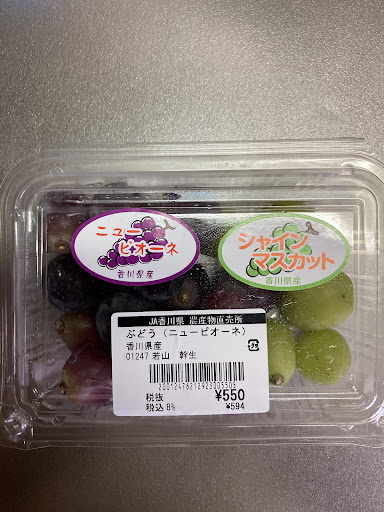 ニュー
ピオーネ
香川県産
シャイン
マスカット
香川県産
JA香川県 農産物直売所
ぶどう（ニューピオーネ）
香川県産
01247 若山 幹生
20012476212923005505
税抜 ¥550
税込8% ¥594